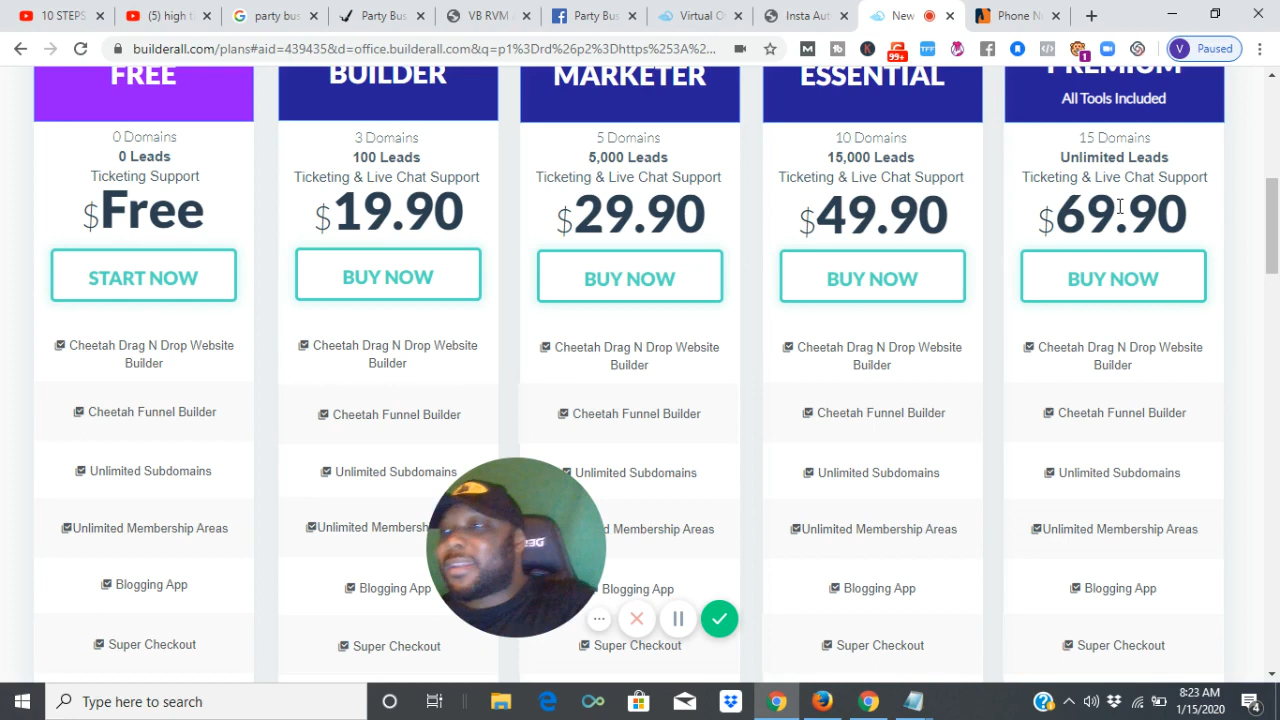 10 STEPS
(5) high t
party bus
Party Bus
VB RVM a
Party Bus
Virtual O
Insta Aut
New
Phone Nu
builderall.com/plans#aid=439435&d=office.builderall.com&q=p1%3Drd%26p2%3Dhttps%253A%2...
99+
1
V Paused
FREE
0 Domains
0 Leads
Ticketing Support
$Free
START NOW
Cheetah Drag N Drop Website
Builder
Cheetah Funnel Builder
Unlimited Subdomains
Unlimited Membership Areas
Blogging App
Super Checkout
BUILDER
3 Domains
100 Leads
Ticketing & Live Chat Support
$19.90
BUY NOW
Cheetah Drag N Drop Website
Builder
Cheetah Funnel Builder
Unlimited Subdomains
Unlimited Membersh
Blogging App
Super Checkout
MARKETER
5 Domains
5,000 Leads
Ticketing & Live Chat Support
$29.90
BUY NOW
Cheetah Drag N Drop Website
Builder
Cheetah Funnel Builder
Unlimited Subdomains
d Membership Areas
Blogging App
Super Checkout
ESSENTIAL
10 Domains
15,000 Leads
Ticketing & Live Chat Support
$49.90
BUY NOW
Cheetah Drag N Drop Website
Builder
Cheetah Funnel Builder
Unlimited Subdomains
Unlimited Membership Areas
Blogging App
Super Checkout
PREMIUM
All Tools Included
15 Domains
Unlimited Leads
Ticketing & Live Chat Support
$69.90
BUY NOW
Cheetah Drag N Drop Website
Builder
Cheetah Funnel Builder
Unlimited Subdomains
Unlimited Membership Areas
Blogging App
Super Checkout
Type here to search
8:23 AM
1/15/2020
4